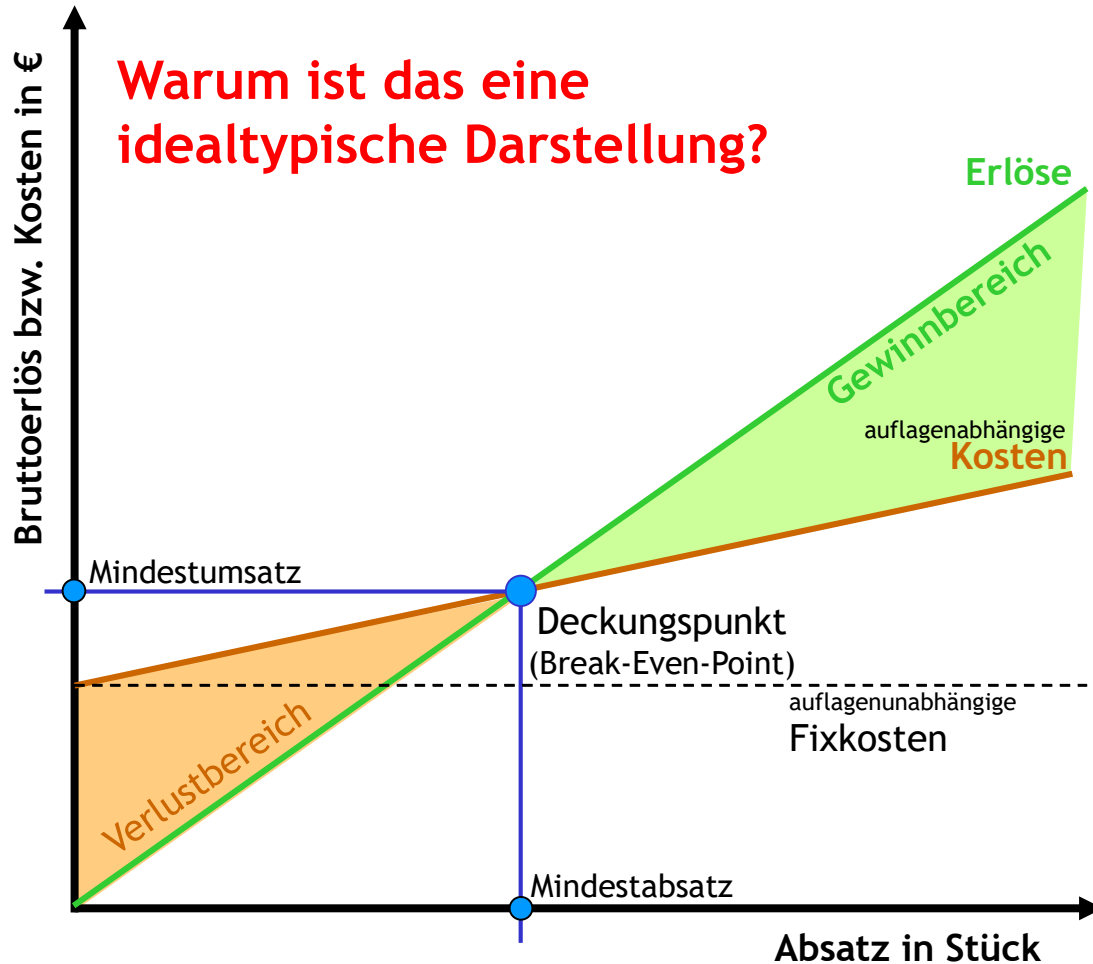 Bruttoerlös bzw. Kosten in €
Warum ist das eine
idealtypische Darstellung?
Erlöse
Gewinnbereich
auflagenabhängige
Kosten
Mindestumsatz
Deckungspunkt
(Break-Even-Point)
auflagenunabhängige
Fixkosten
Verlustbereich
Mindestabsatz
Absatz in Stück